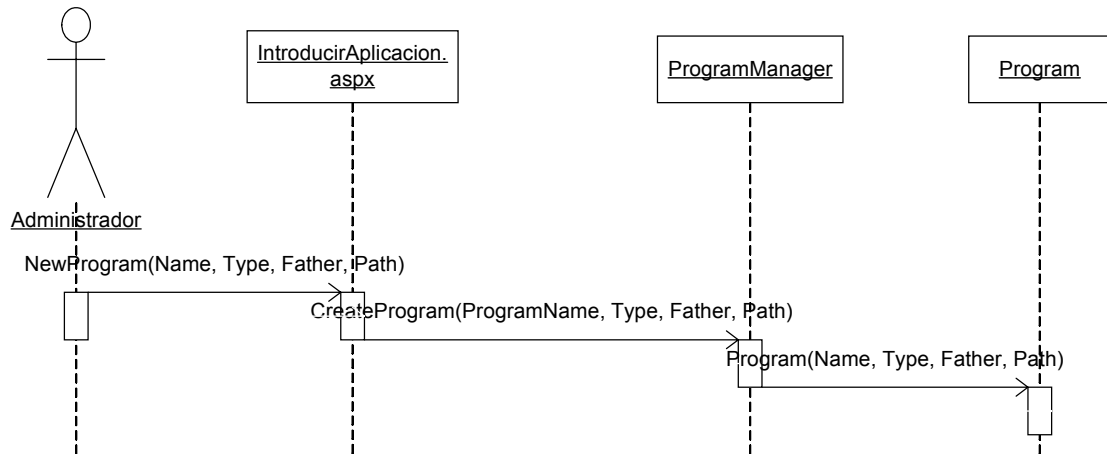 IntroducirAplicacion.
aspx
ProgramManager
Program
Administrador
NewProgram(Name, Type, Father, Path)
CreateProgram(ProgramName, Type, Father, Path)
Program(Name, Type, Father, Path)